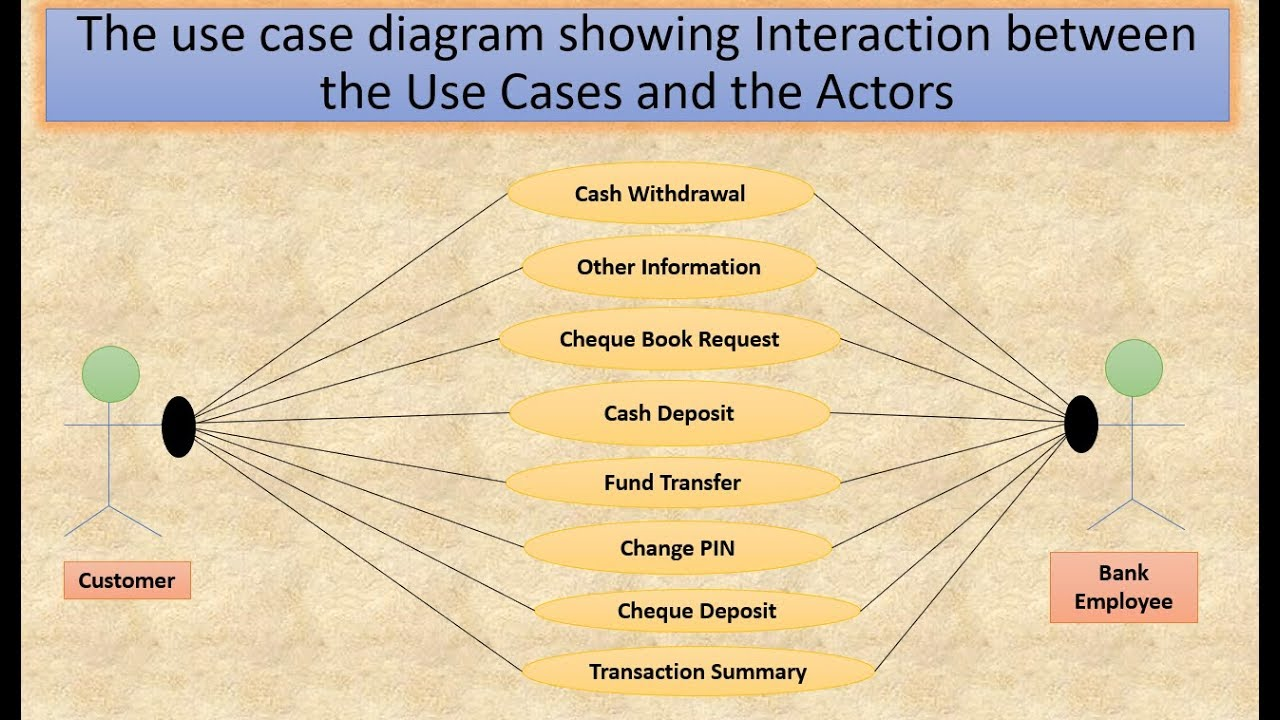 The use case diagram showing Interaction between
the Use Cases and the Actors
Cash Withdrawal
Other Information
Cheque Book Request
Cash Deposit
Fund Transfer
Change PIN
Cheque Deposit
Transaction Summary
Customer
Bank
Employee